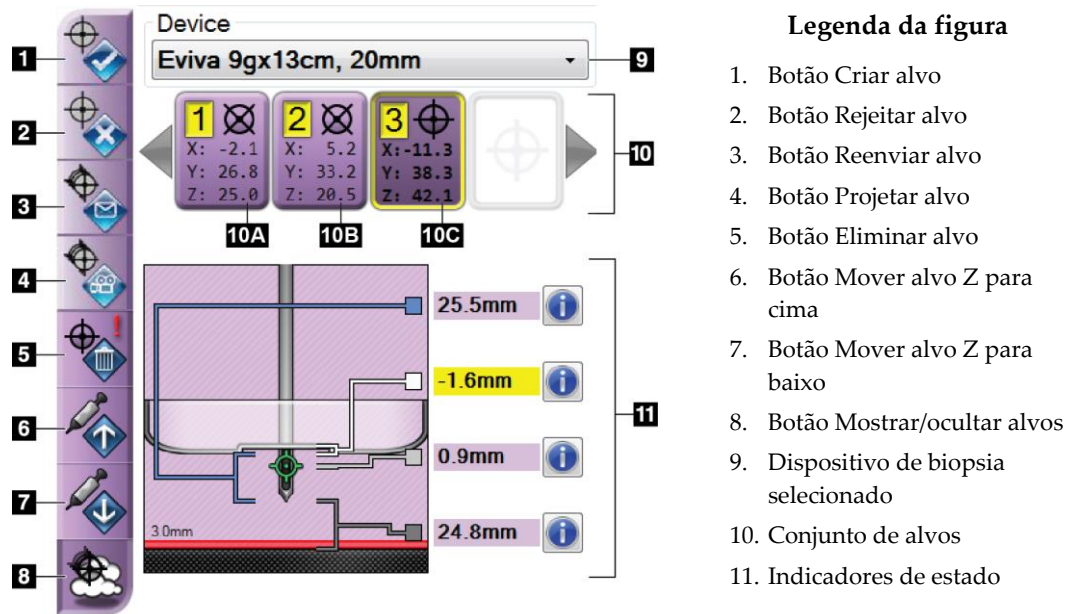 Device
Eviva 9gx13cm, 20mm
1
2
3
4
5
6
7
8
9
10
1
X: -2.1
Y: 26.8
Z: 25.0
2
X: 5.2
Y: 33.2
Z: 20.5
3
X:-11.3
Y: 38.3
Z: 42.1
10A
10B
10C
25.5mm
-1.6mm
0.9mm
24.8mm
3.0mm
11
Legenda da figura
1. Botão Criar alvo
2. Botão Rejeitar alvo
3. Botão Reenviar alvo
4. Botão Projetar alvo
5. Botão Eliminar alvo
6. Botão Mover alvo Z para
cima
7. Botão Mover alvo Z para
baixo
8. Botão Mostrar/ocultar alvos
9. Dispositivo de biopsia
selecionado
10. Conjunto de alvos
11. Indicadores de estado